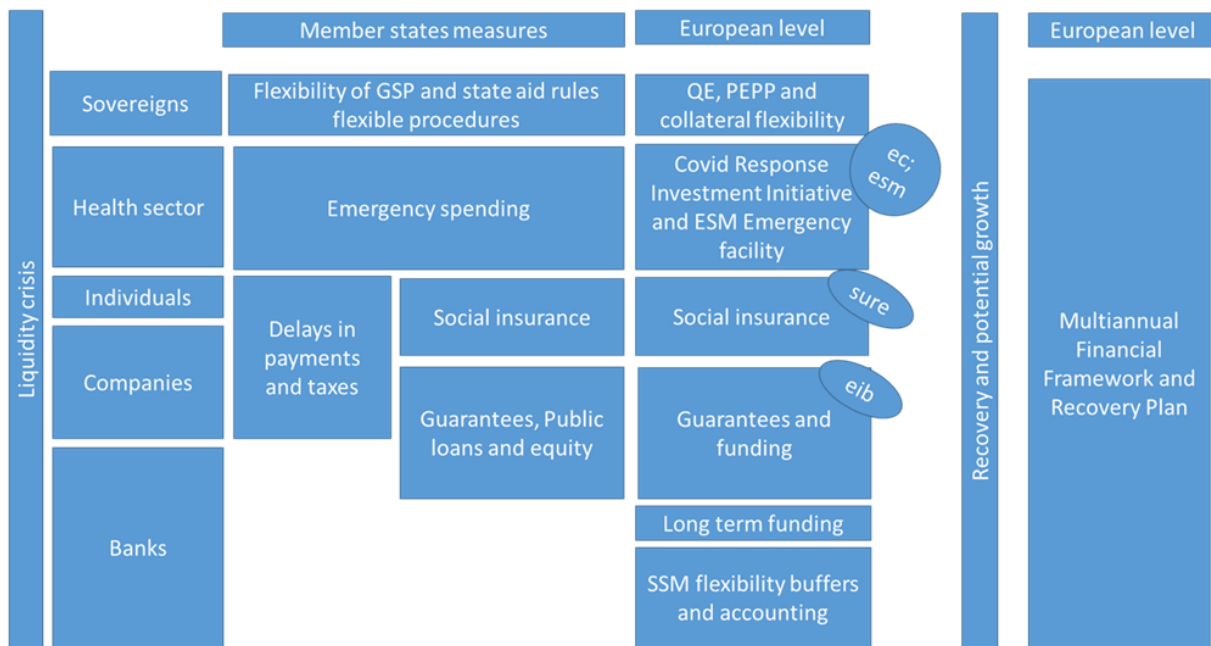 Member states measures
European level
European level
Liquidity crisis
Sovereigns
Flexibility of GSP and state aid rules
flexible procedures
QE, PEPP and
collateral flexibility
ec;
esm
Health sector
Emergency spending
Covid Response
Investment Initiative
and ESM Emergency
facility
Individuals
Companies
Delays in
payments
and taxes
Social insurance
Social insurance
sure
Guarantees, Public
loans and equity
Guarantees and
funding
eib
Banks
Long term funding
SSM flexibility buffers
and accounting
Recovery and potential growth
Multiannual
Financial
Framework and
Recovery Plan